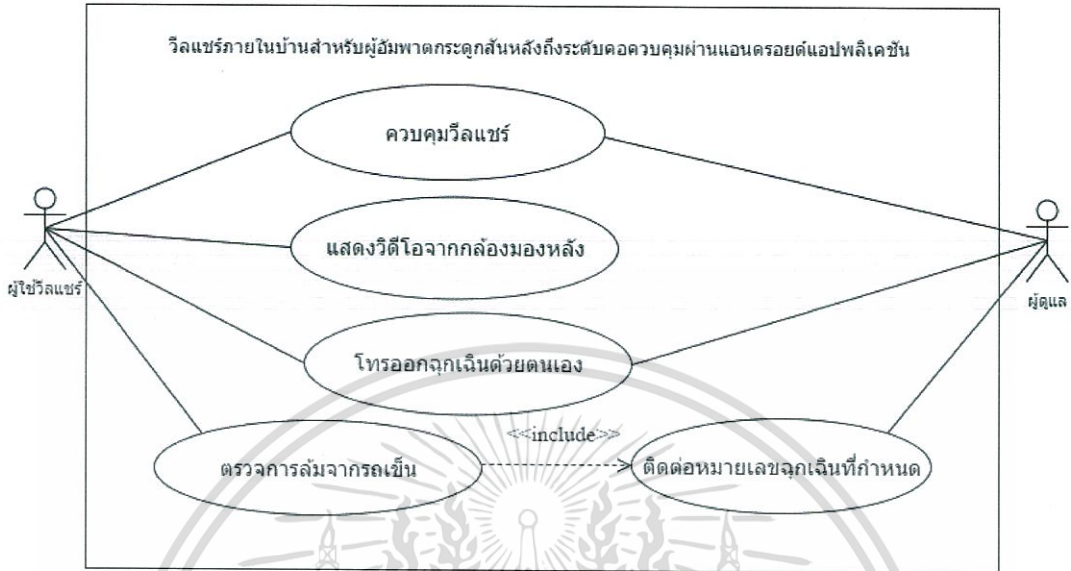 วีลแชร์ภายในบ้านสำหรับผู้อัมพาตกระดูกสันหลังถึงระดับคอควบคุมผ่านแอนดรอยด์แอปพลิเคชัน
ควบคุมวีลแชร์
แสดงวิดีโอจากกล้องมองหลัง
ผู้ใช้วีลแชร์
ผู้ดูแล
โทรออกฉุกเฉินด้วยตนเอง
<<include>>
ตรวจการล้มจากรถเข็น
ติดต่อหมายเลขฉุกเฉินที่กำหนด